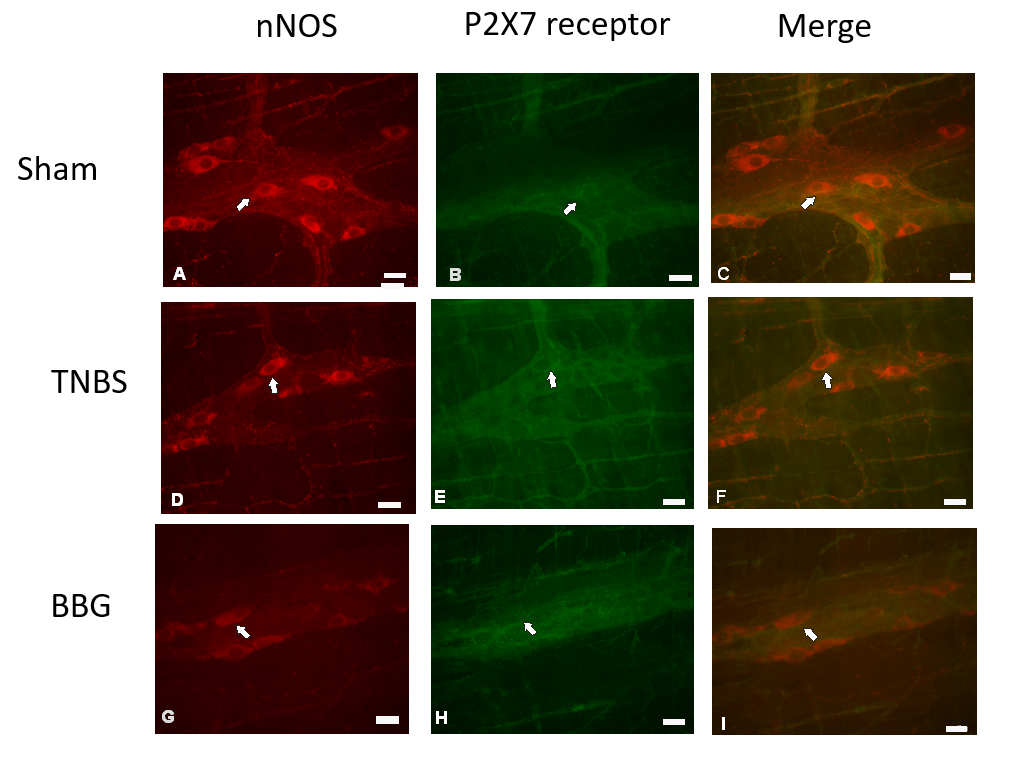 nNOS P2X7 receptor Merge
Sham
A B C
TNBS
D E F
BBG
G H I